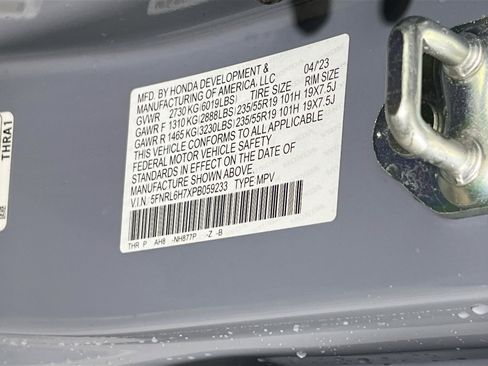 MFD. BY HONDA DEVELOPMENT & 04/23
MANUFACTURING OF AMERICA, LLC
TIRE SIZE RIM SIZE
GVWR 2730 KG(6019LBS)
GAWR F 1310 KG(2888LBS)235/55R19 101H 19X7.5J
GAWR R 1465 KG(3230LBS)235/55R19 101H 19X7.5J
THIS VEHICLE CONFORMS TO ALL APPLICABLE
FEDERAL MOTOR VEHICLE SAFETY
STANDARDS IN EFFECT ON THE DATE OF
MANUFACTURE SHOWN ABOVE.
V.I.N: 5FNRL6H7XPB059233 TYPE MPV
THR P AH8 -NH877P -Z -B
THRA1